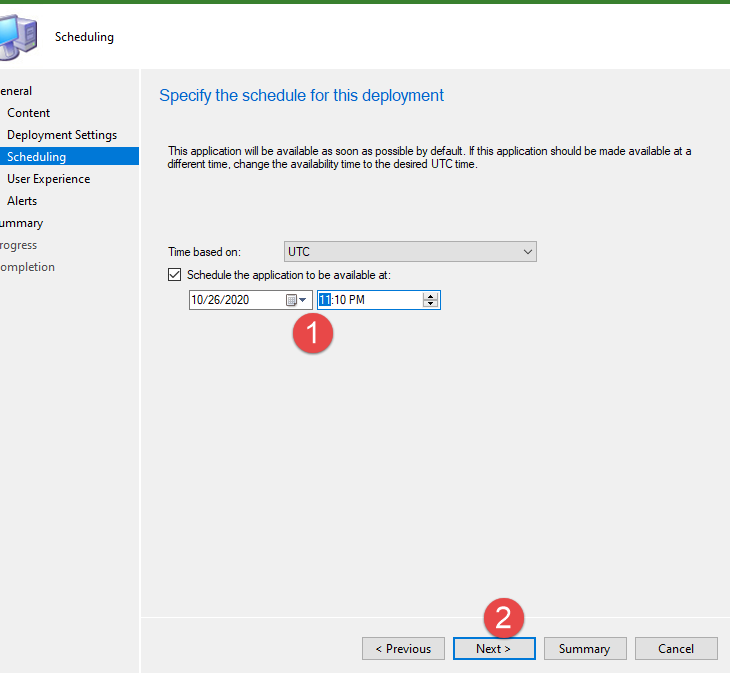 Scheduling
eneral
Content
Deployment Settings
Scheduling
User Experience
Alerts
ummary
rogress
ompletion
Specify the schedule for this deployment
This application will be available as soon as possible by default. If this application should be made available at a
different time, change the availability time to the desired UTC time.
Time based on: UTC
Schedule the application to be available at:
10/26/2020 11:10 PM
1
2
< Previous Next > Summary Cancel